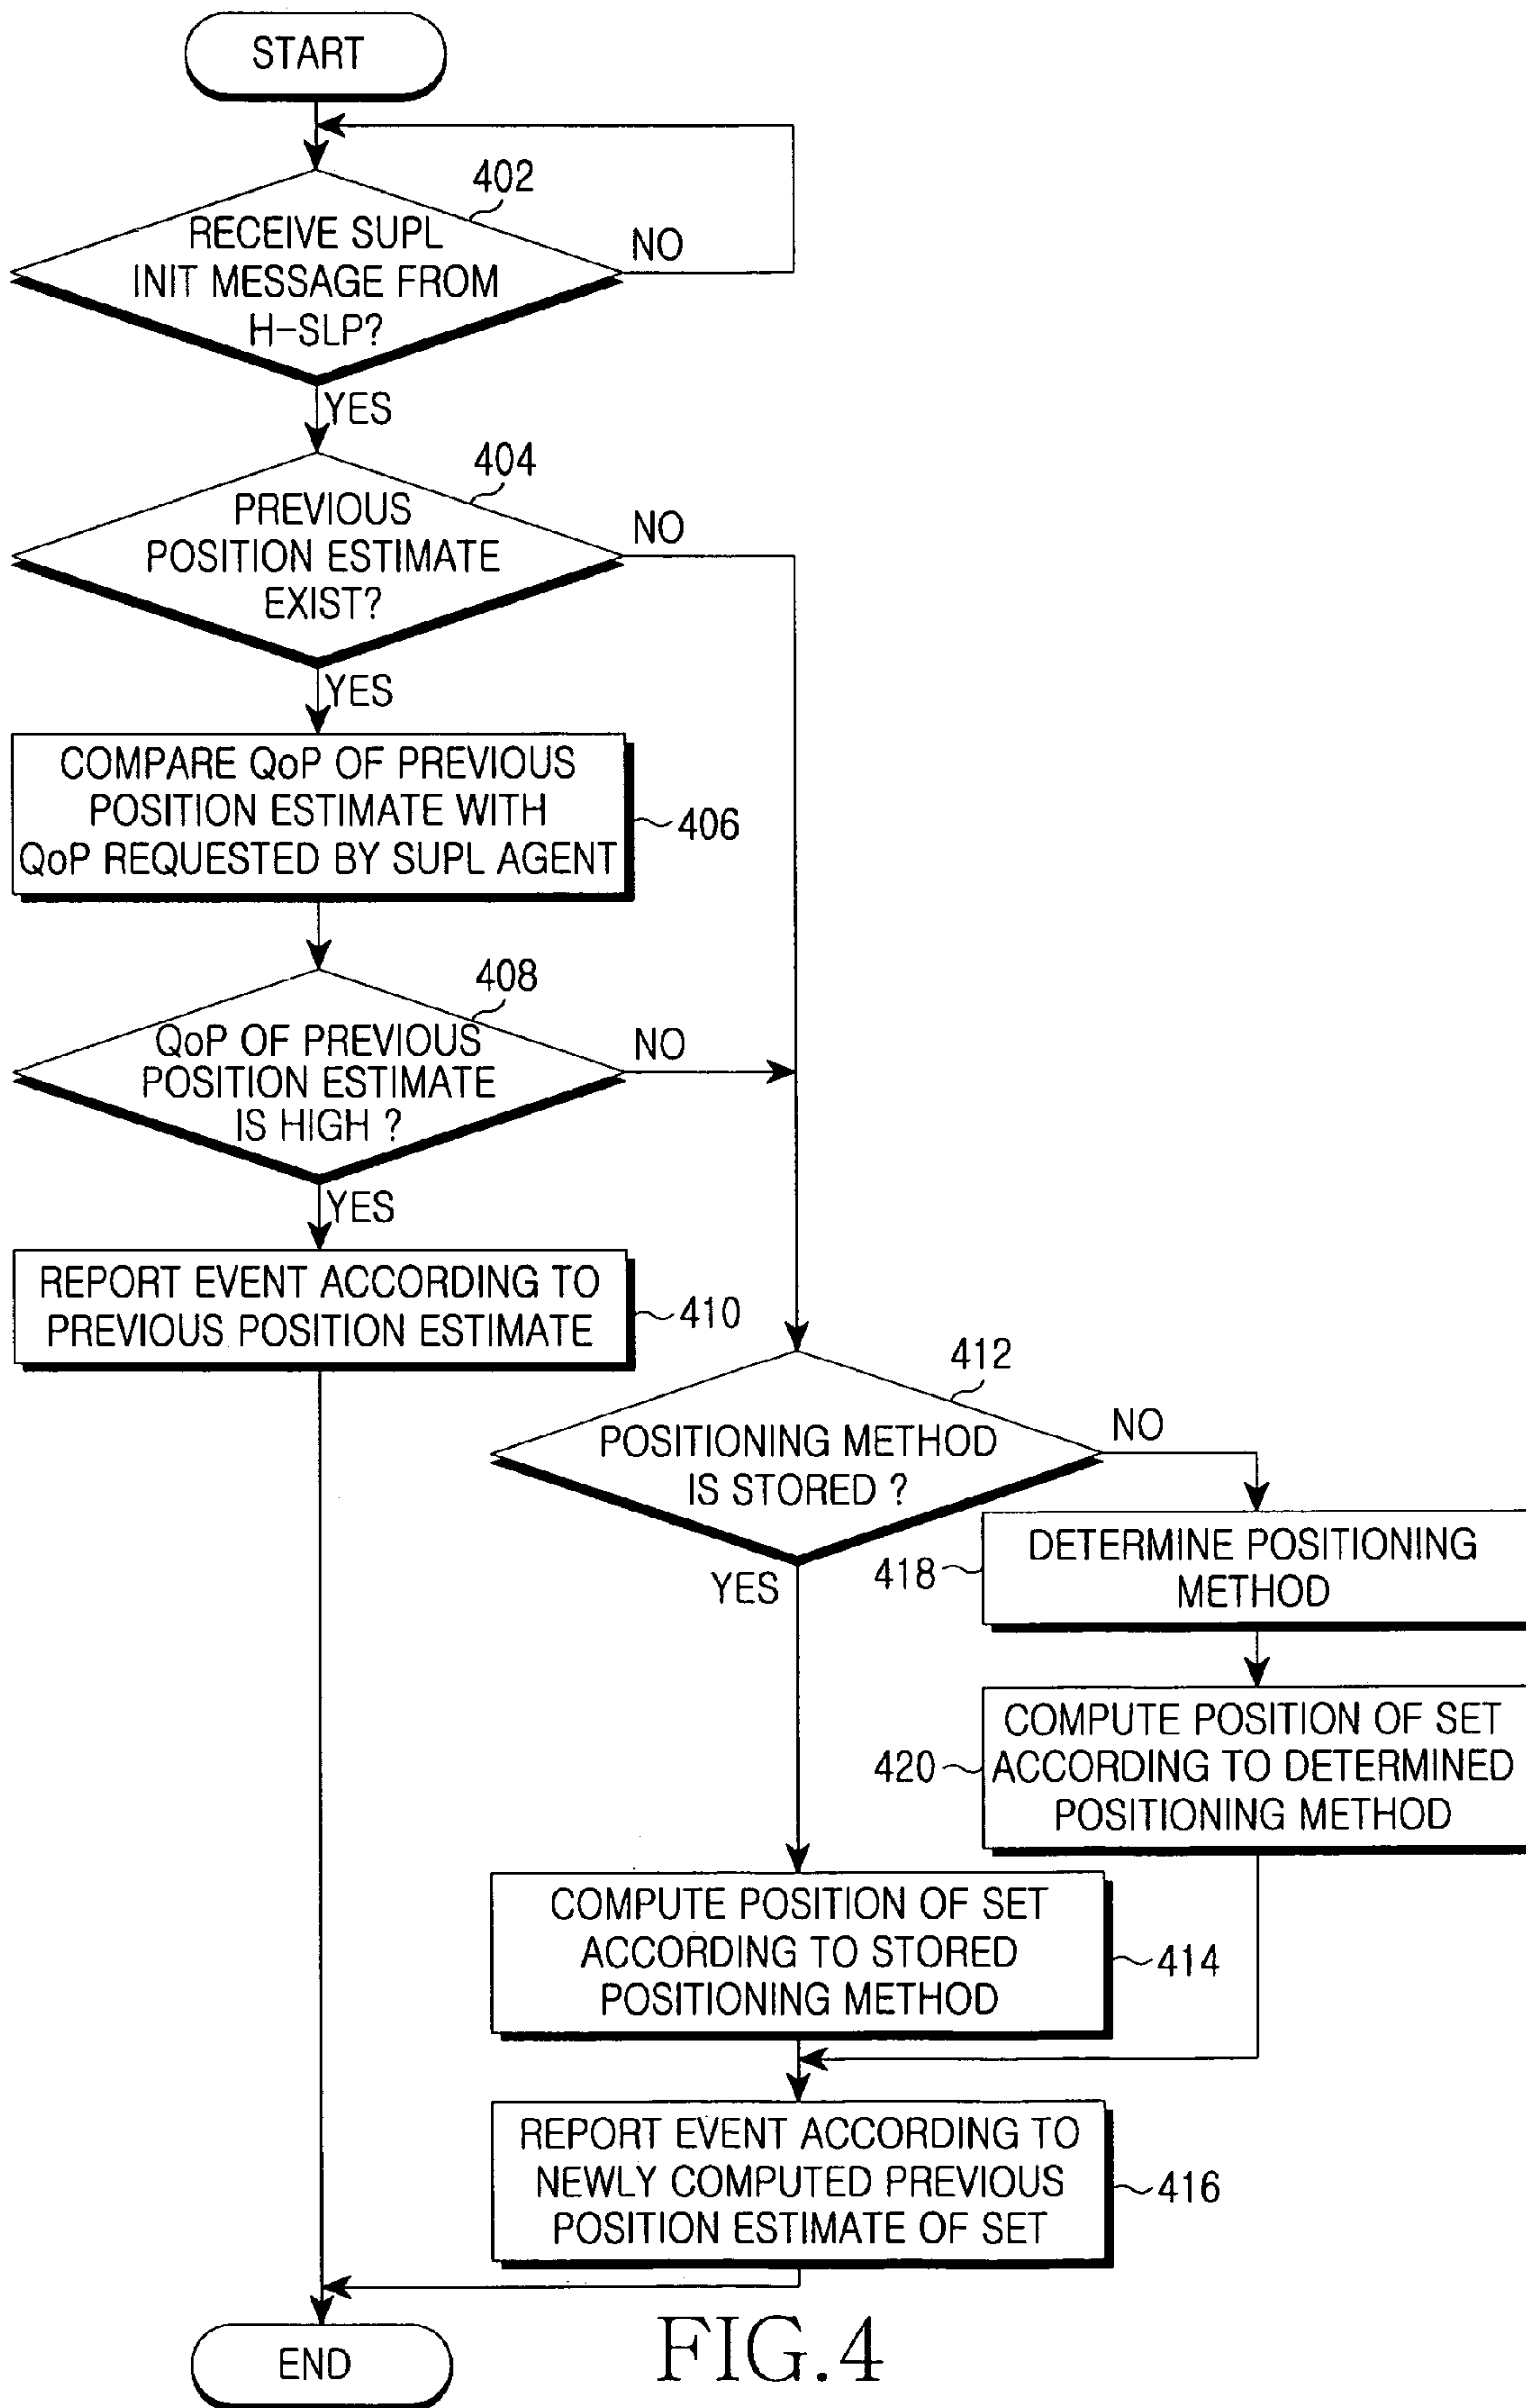 START
402
RECEIVE SUPL
INIT MESSAGE FROM
H-SLP?
NO
YES
404
PREVIOUS
POSITION ESTIMATE
EXIST?
NO
YES
COMPARE QoP OF PREVIOUS
POSITION ESTIMATE WITH
QoP REQUESTED BY SUPL AGENT
406
408
QoP OF PREVIOUS
POSITION ESTIMATE
IS HIGH ?
NO
YES
REPORT EVENT ACCORDING TO
PREVIOUS POSITION ESTIMATE
410
412
POSITIONING METHOD
IS STORED ?
NO
YES
418
DETERMINE POSITIONING
METHOD
420
COMPUTE POSITION OF SET
ACCORDING TO DETERMINED
POSITIONING METHOD
COMPUTE POSITION OF SET
ACCORDING TO STORED
POSITIONING METHOD
414
REPORT EVENT ACCORDING TO
NEWLY COMPUTED PREVIOUS
POSITION ESTIMATE OF SET
416
END
FIG.4